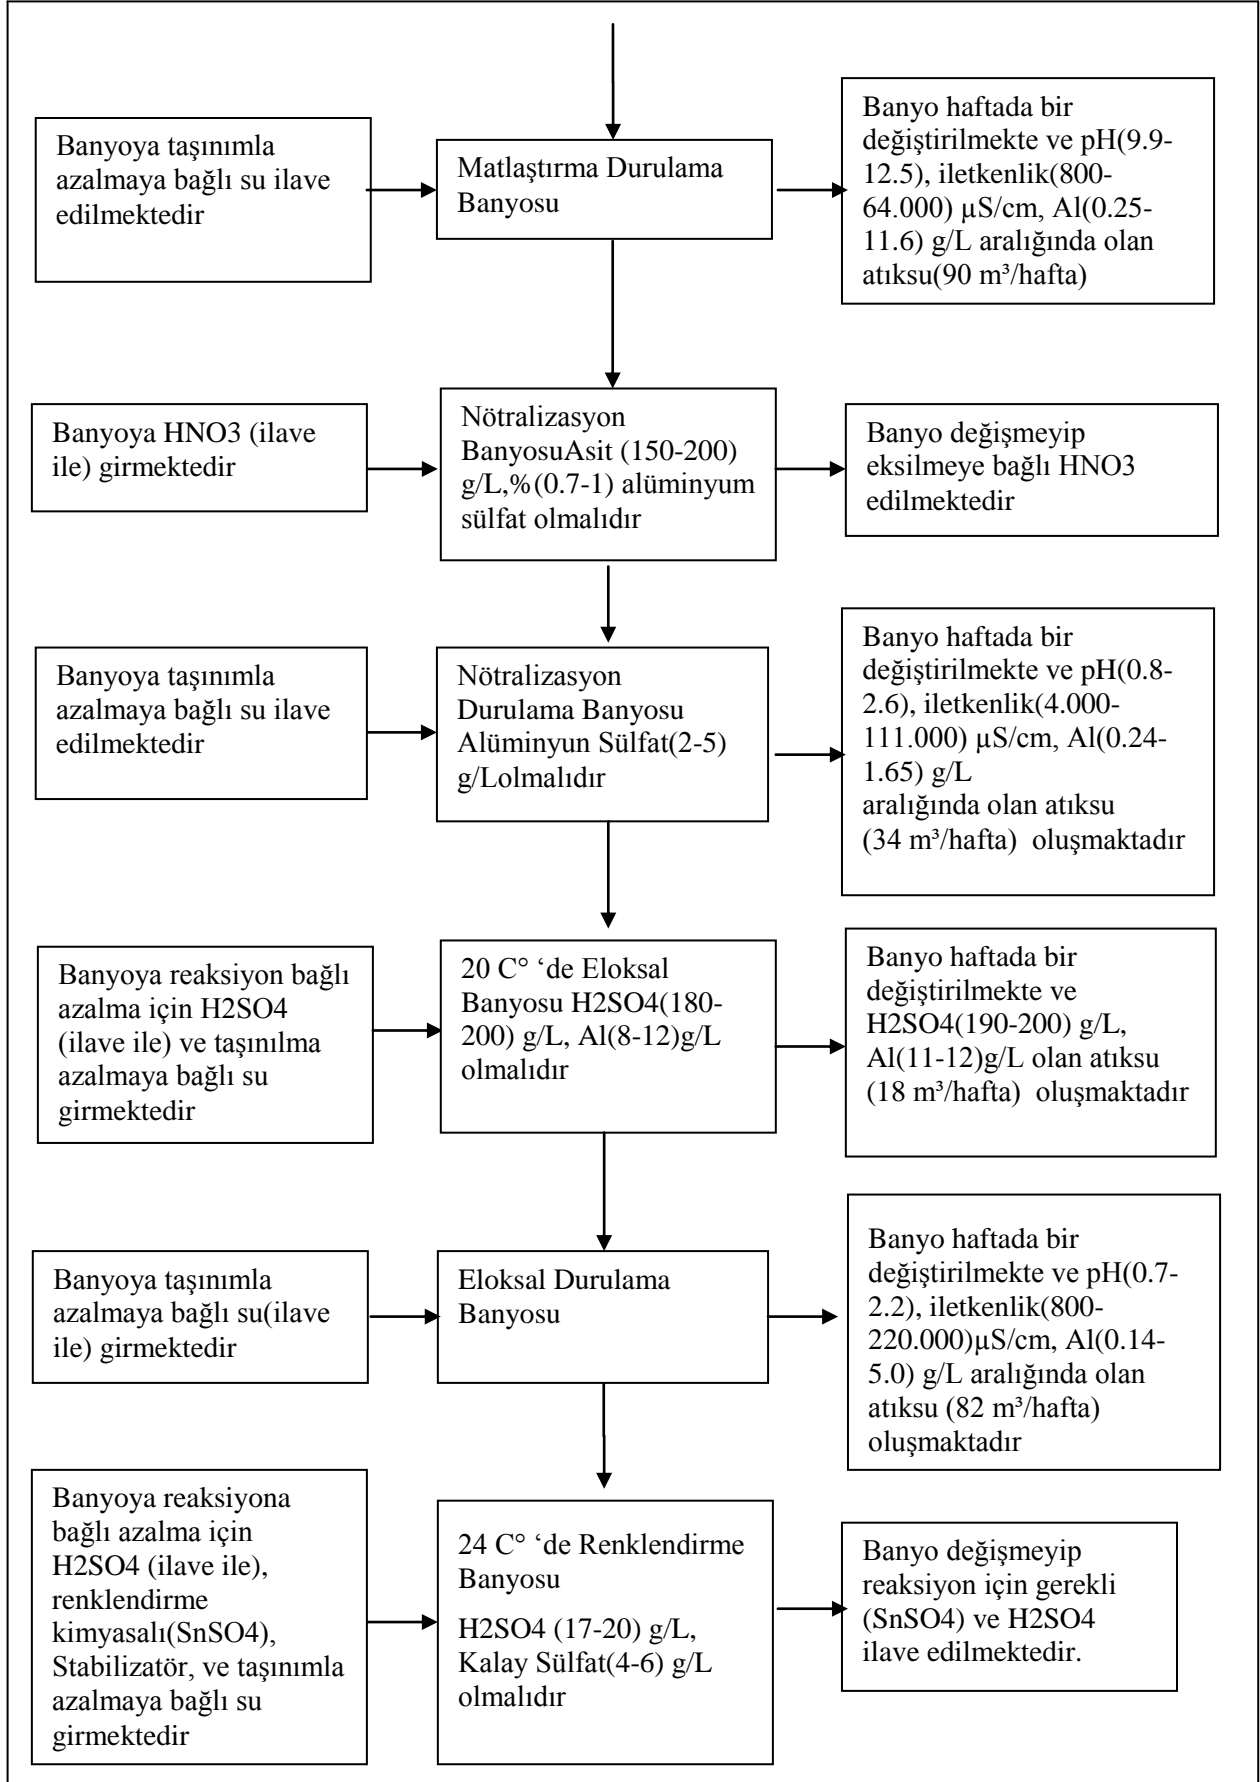 Banyoya taşınımla
azalmaya bağlı su ilave
edilmektedir
Matlaştırma Durulama
Banyosu
Banyo haftada bir
değiştirilmekte ve pH(9.9-
12.5), iletkenlik(800-
64.000) µS/cm, Al(0.25-
11.6) g/L aralığında olan
atıksu(90 m³/hafta)
Banyoya HNO3 (ilave
ile) girmektedir
Nötralizasyon
BanyosuAsit (150-200)
g/L,%(0.7-1) alüminyum
sülfat olmalıdır
Banyo değişmeyip
eksilmeye bağlı HNO3
edilmektedir
Banyoya taşınımla
azalmaya bağlı su ilave
edilmektedir
Nötralizasyon
Durulama Banyosu
Alüminyun Sülfat(2-5)
g/Lolmalıdır
Banyo haftada bir
değiştirilmekte ve pH(0.8-
2.6), iletkenlik(4.000-
111.000) µS/cm, Al(0.24-
1.65) g/L
aralığında olan atıksu
(34 m³/hafta)  oluşmaktadır
Banyoya reaksiyon bağlı
azalma için H2SO4
(ilave ile) ve taşınılma
azalmaya bağlı su
girmektedir
20 C° ‘de Eloksal
Banyosu H2SO4(180-
200) g/L, Al(8-12)g/L
olmalıdır
Banyo haftada bir
değiştirilmekte ve
H2SO4(190-200) g/L,
Al(11-12)g/L olan atıksu
(18 m³/hafta)  oluşmaktadır
Banyoya taşınımla
azalmaya bağlı su(ilave
ile) girmektedir
Eloksal Durulama
Banyosu
Banyo haftada bir
değiştirilmekte ve pH(0.7-
2.2), iletkenlik(800-
220.000)µS/cm, Al(0.14-
5.0) g/L aralığında olan
atıksu (82 m³/hafta)
oluşmaktadır
Banyoya reaksiyona
bağlı azalma için
H2SO4 (ilave ile),
renklendirme
kimyasalı(SnSO4),
Stabilizatör, ve taşınımla
azalmaya bağlı su
girmektedir
24 C° ‘de Renklendirme
Banyosu
H2SO4 (17-20) g/L,
Kalay Sülfat(4-6) g/L
olmalıdır
Banyo değişmeyip
reaksiyon için gerekli
(SnSO4) ve H2SO4
ilave edilmektedir.